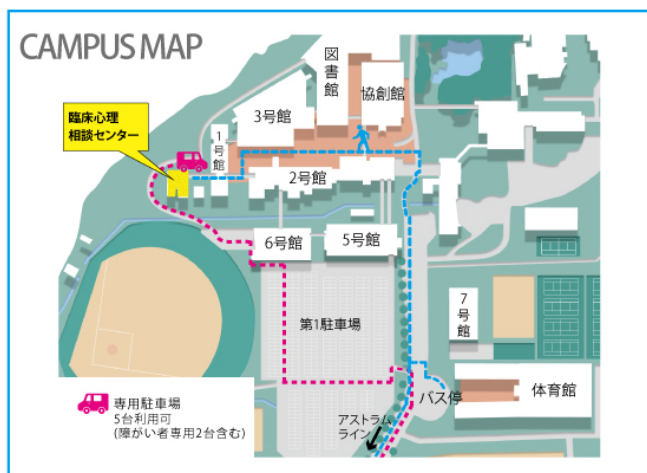 CAMPUS MAP
図書館
協創館
3号館
臨床心理
相談センター
1号館
2号館
6号館
5号館
第1駐車場
7号館
体育館
バス停
アストラム
ライン
専用駐車場
5台利用可
(障がい者専用2台含む)